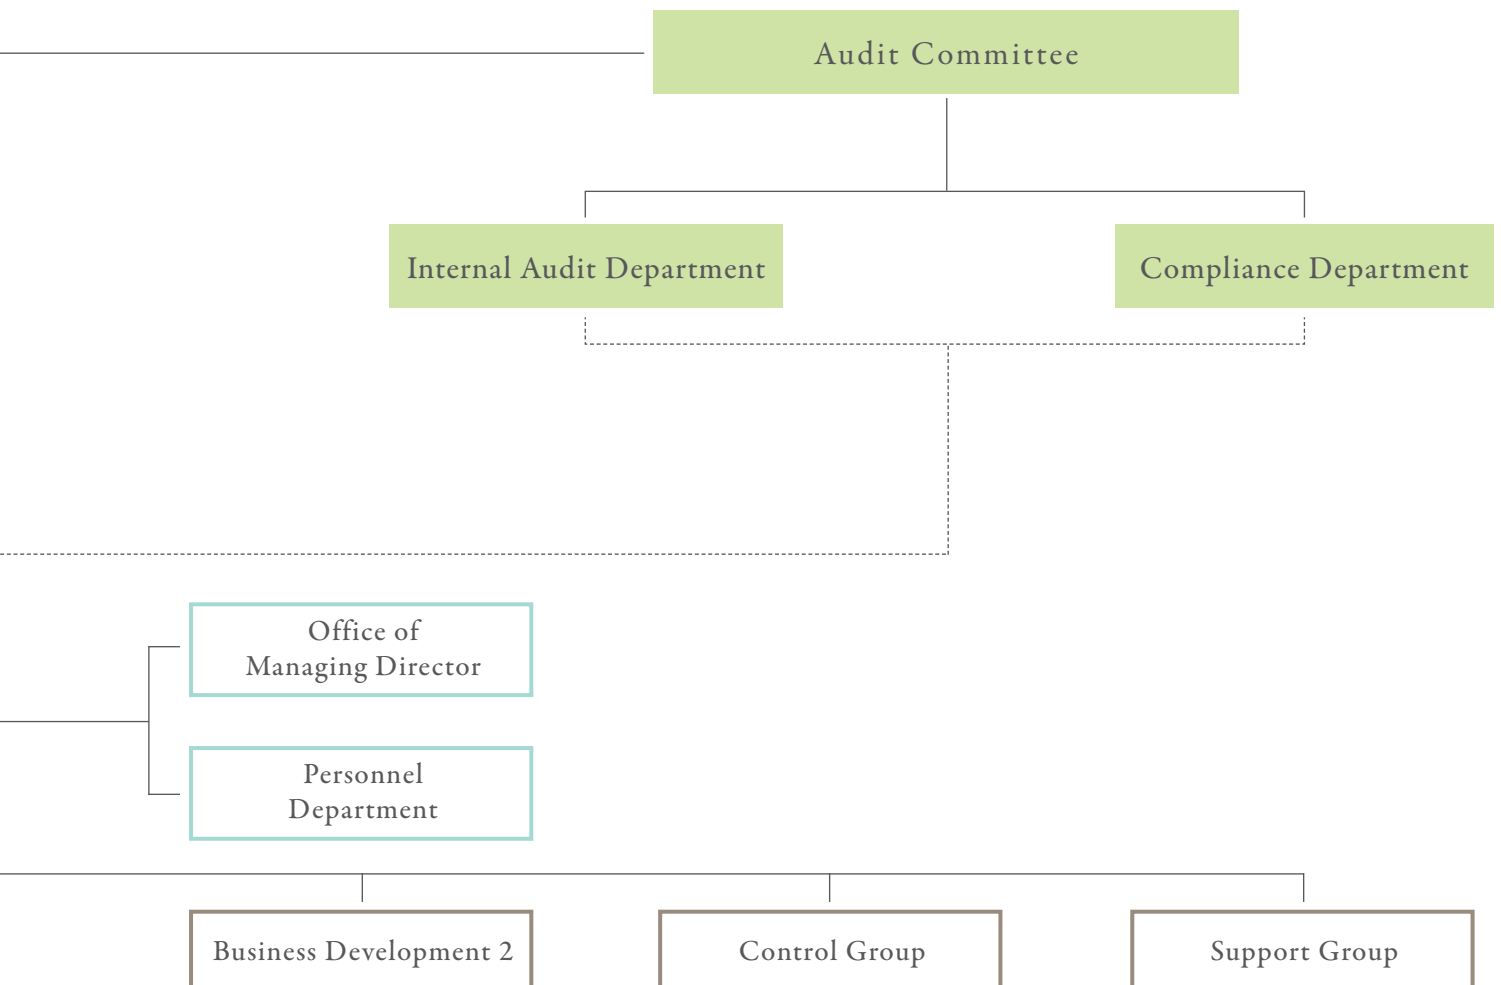 Audit Committee
Internal Audit Department
Compliance Department
Office of
Managing Director
Personnel
Department
Business Development 2
Control Group
Support Group